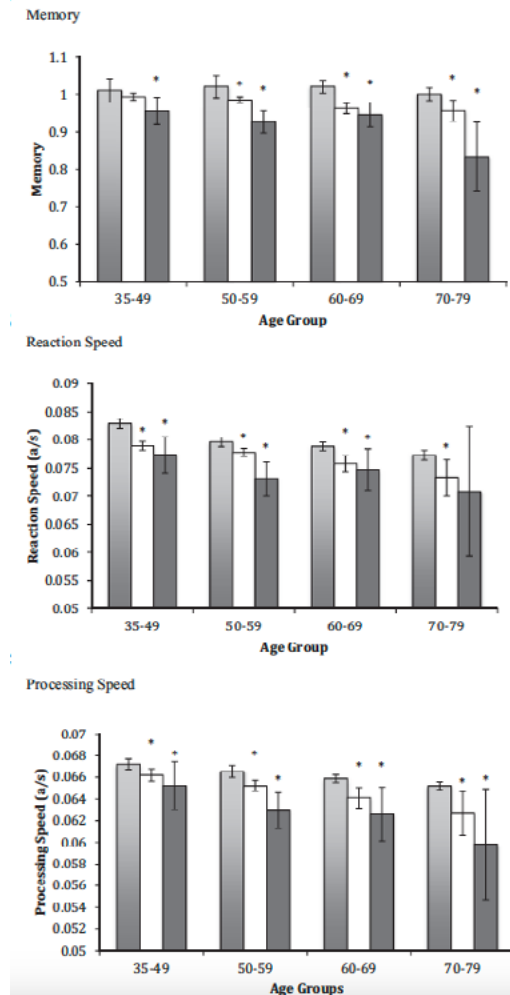 Memory
1.1
1
0.9
0.8
0.7
0.6
0.5
Memory
* * * * * * *
35-49 50-59 60-69 70-79
Age Group
Reaction Speed
0.09
0.085
0.08
0.075
0.07
0.065
0.06
0.055
0.05
Reaction Speed (a/s)
* * * * * * *
35-49 50-59 60-69 70-79
Age Group
Processing Speed
0.07
0.068
0.066
0.064
0.062
0.06
0.058
0.056
0.054
0.052
0.05
Processing Speed (a/s)
* * * * * * * *
35-49 50-59 60-69 70-79
Age Groups